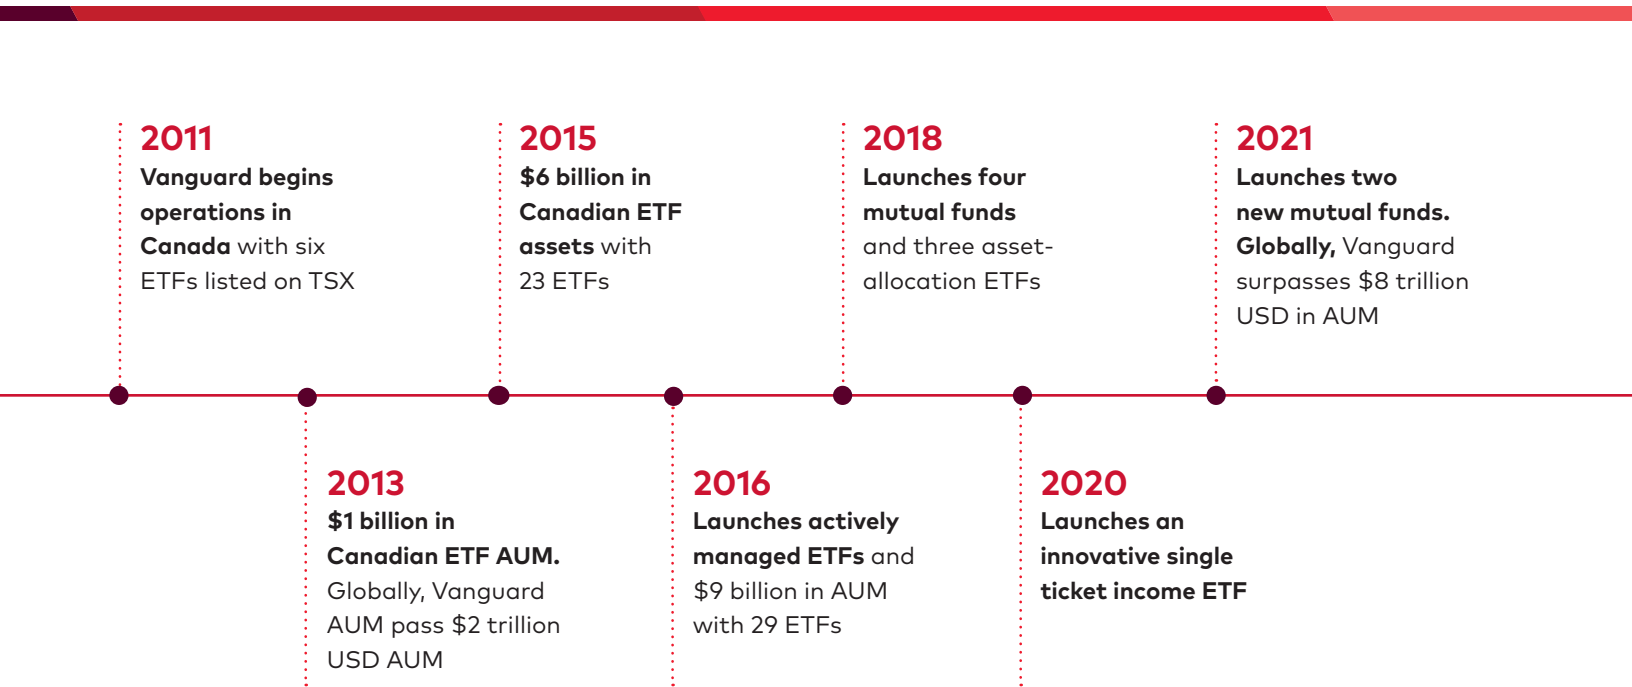 2011
Vanguard begins
operations in
Canada with six
ETFs listed on TSX
2013
$1 billion in
Canadian ETF AUM.
Globally, Vanguard
AUM pass $2 trillion
USD AUM
2015
$6 billion in
Canadian ETF
assets with
23 ETFs
2016
Launches actively
managed ETFs and
$9 billion in AUM
with 29 ETFs
2018
Launches four
mutual funds
and three asset-
allocation ETFs
2020
Launches an
innovative single
ticket income ETF
2021
Launches two
new mutual funds.
Globally, Vanguard
surpasses $8 trillion
USD in AUM